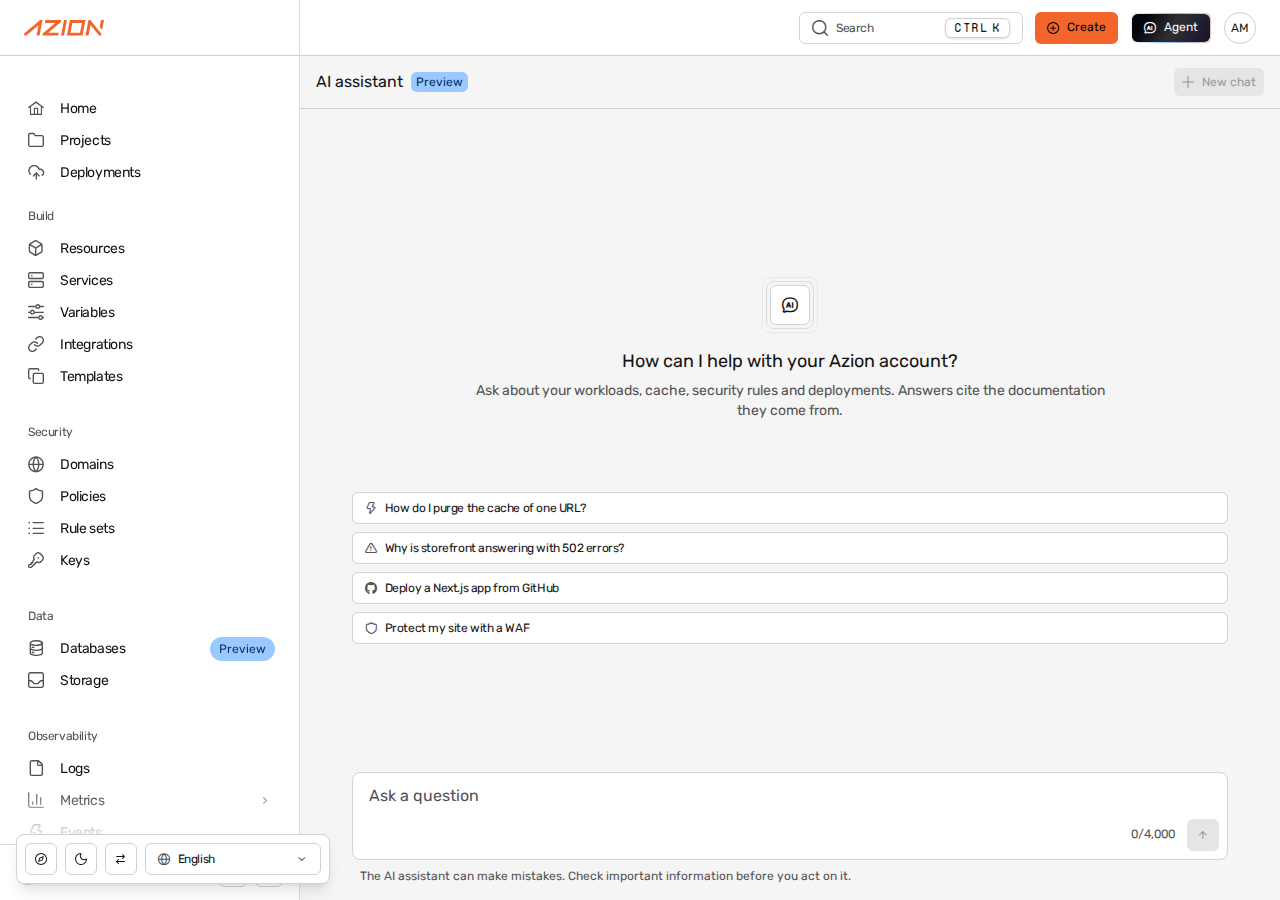 AZION
Search
CTRL K
Create
Agent
AM
AI assistant
Preview
New chat
Home
Projects
Deployments
Build
Resources
Services
Variables
Integrations
Templates
Security
Domains
Policies
Rule sets
Keys
Data
Databases
Preview
Storage
Observability
Logs
Metrics
Events
English
AI
How can I help with your Azion account?
Ask about your workloads, cache, security rules and deployments. Answers cite the documentation
they come from.
How do I purge the cache of one URL?
Why is storefront answering with 502 errors?
Deploy a Next.js app from GitHub
Protect my site with a WAF
Ask a question
0/4,000
The AI assistant can make mistakes. Check important information before you act on it.